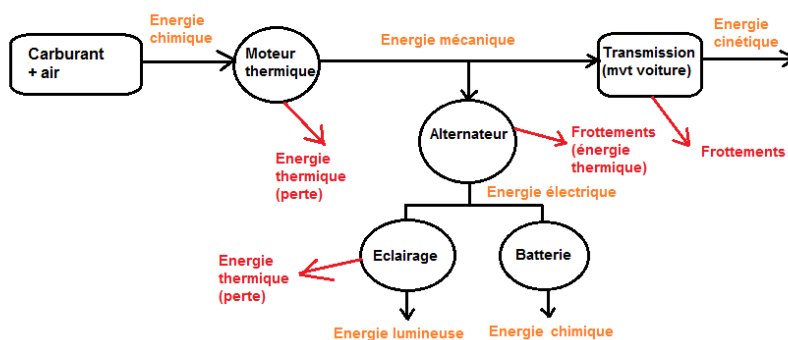 Energie
chimique
Carburant
+ air
Moteur
thermique
Energie mécanique
Transmission
(mvt voiture)
Energie
cinétique
Energie
thermique
(perte)
Alternateur
Frottements
(énergie
thermique)
Frottements
Energie électrique
Energie
thermique
(perte)
Eclairage
Batterie
Energie lumineuse
Energie chimique